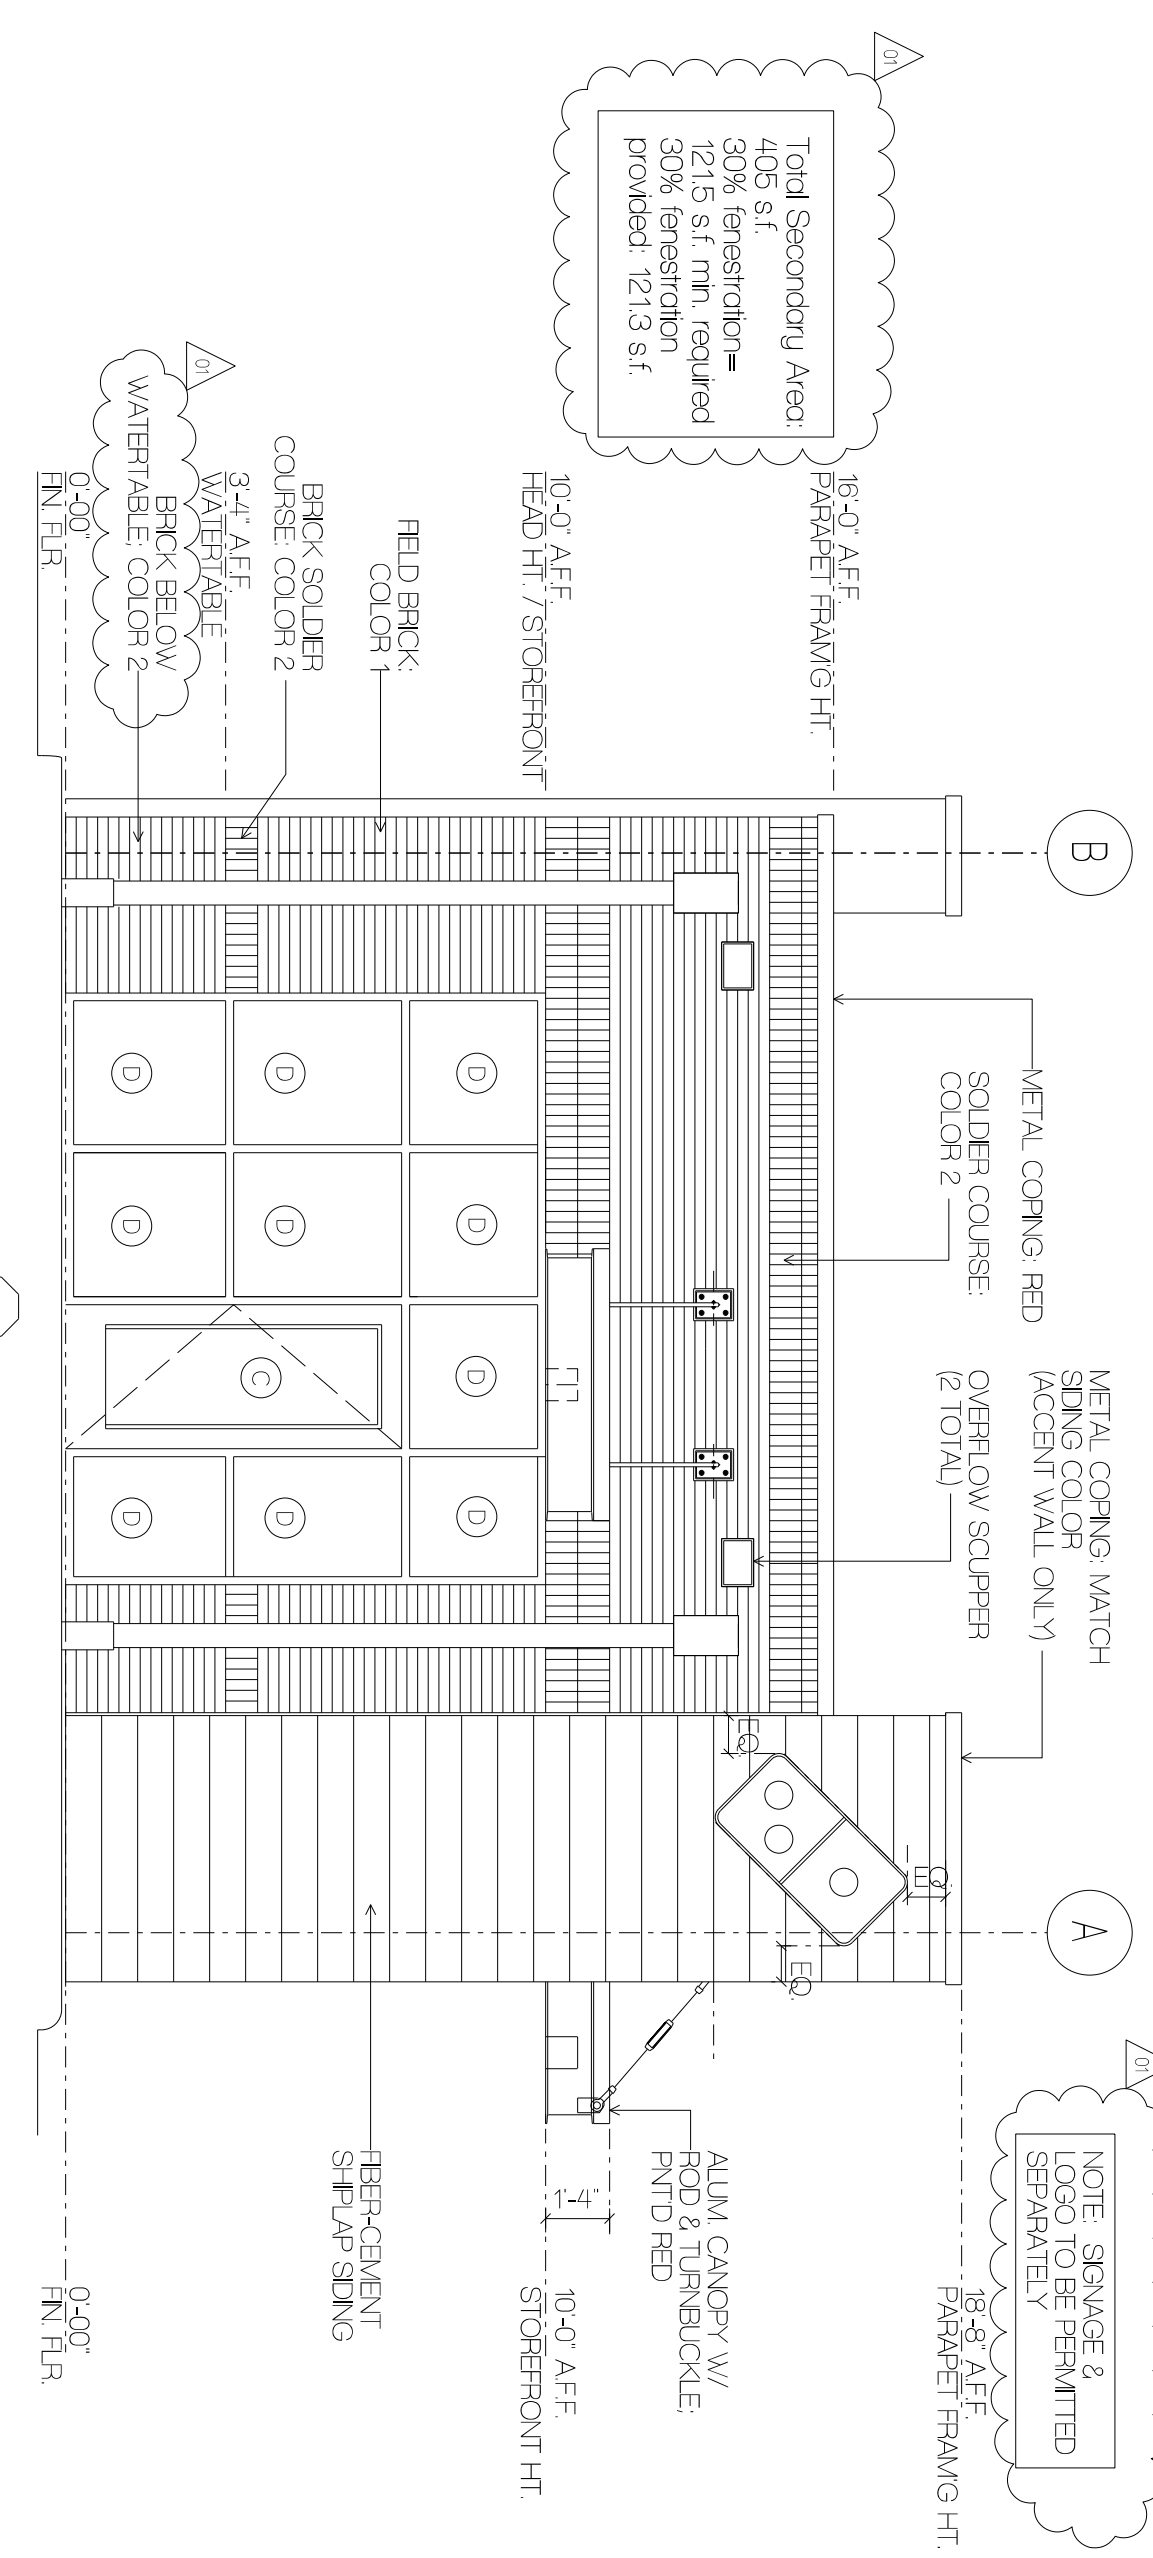 01
Total Secondary Area:
405 s.f.
30% fenestration=
121.5 s.f. min. required
30% fenestration
provided: 121.3 s.f.
16'-0" A.F.F.
PARAPET FRAM'G HT.
10'-0" A.F.F.
HEAD HT. / STOREFRONT
FIELD BRICK:
COLOR 1
BRICK SOLDIER
COURSE: COLOR 2
3'-4" A.F.F.
WATERTABLE
01
BRICK BELOW
WATERTABLE: COLOR 2
0'-00"
FIN. FLR.
B
METAL COPING: RED
SOLDIER COURSE:
COLOR 2
METAL COPING: MATCH
SIDING COLOR
(ACCENT WALL ONLY)
OVERFLOW SCUPPER
(2 TOTAL)
A
D
D
D
D
D
D
D
D
D
D
C
D
EQ.
EQ.
EQ.
01
NOTE: SIGNAGE &
LOGO TO BE PERMITTED
SEPARATELY
18'-8" A.F.F.
PARAPET FRAM'G HT.
ALUM. CANOPY W/
ROD & TURNBUCKLE;
PNT'D RED
1'-4"
10'-0" A.F.F.
STOREFRONT HT.
FIBER-CEMENT
SHIPLAP SIDING
0'-00"
FIN. FLR.